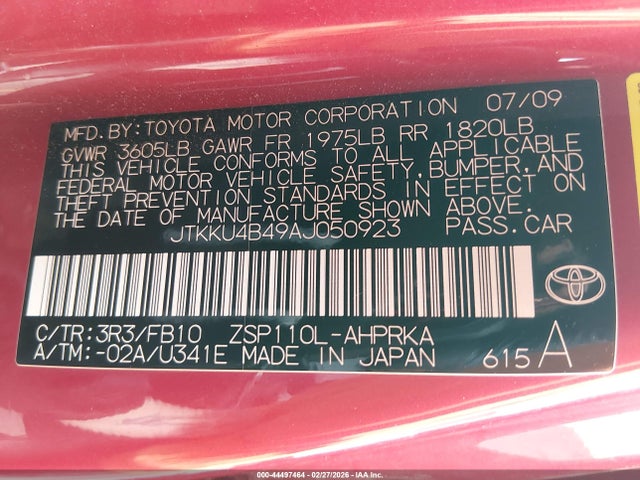 MFD. BY: TOYOTA MOTOR CORPORATION 07/09
GVWR 3605LB GAWR FR 1975LB RR 1820LB
THIS VEHICLE CONFORMS TO ALL APPLICABLE
FEDERAL MOTOR VEHICLE SAFETY, BUMPER, AND
THEFT PREVENTION STANDARDS IN EFFECT ON
THE DATE OF MANUFACTURE SHOWN ABOVE.
JTKKU4B49AJ050923 PASS. CAR
C/TR: 3R3/FB10 ZSP110L-AHPRKA
A/TM: -02A/U341E MADE IN JAPAN 615 A
TOYOTA
000-44497464 | 02/27/2026 - IAA Inc.